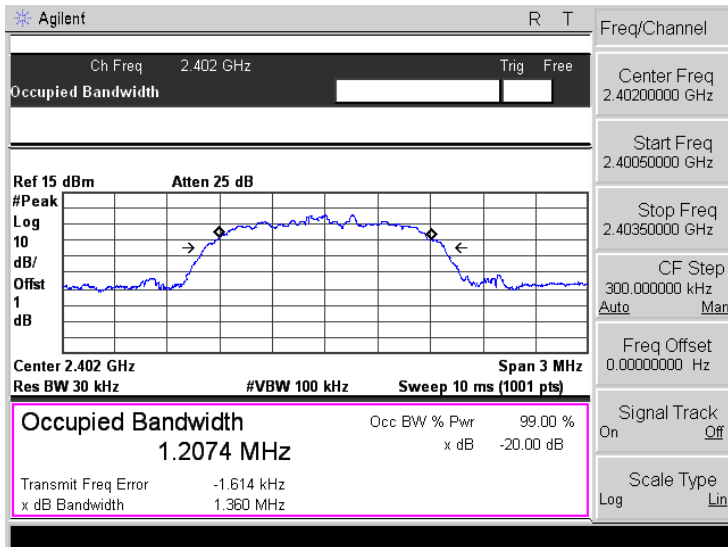 Agilent
R T
Freq/Channel
Ch Freq 2.402 GHz
Trig Free
Occupied Bandwidth
Center Freq
2.40200000 GHz
Start Freq
2.40050000 GHz
Stop Freq
2.40350000 GHz
CF Step
300.000000 kHz
Auto Man
Freq Offset
0.00000000 Hz
Signal Track
On Off
Scale Type
Log Lin
Ref 15 dBm Atten 25 dB
#Peak
Log
10
dB/
Offst
1
dB
Center 2.402 GHz Span 3 MHz
Res BW 30 kHz #VBW 100 kHz Sweep 10 ms (1001 pts)
Occupied Bandwidth
1.2074 MHz
Occ BW % Pwr 99.00 %
x dB -20.00 dB
Transmit Freq Error -1.614 kHz
x dB Bandwidth 1.360 MHz